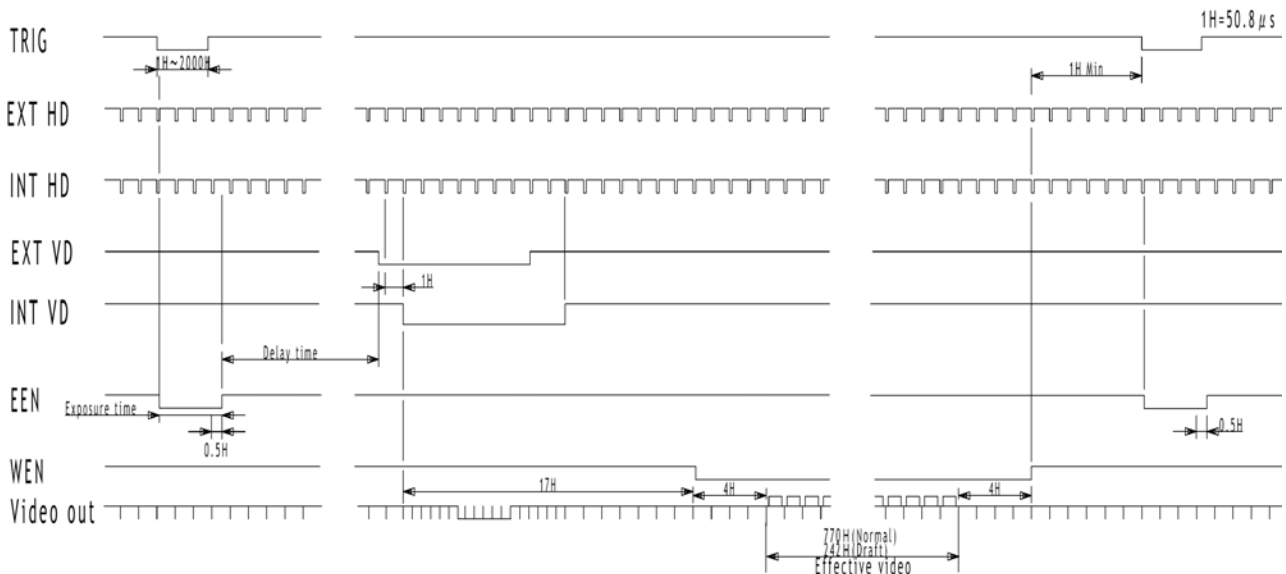 1H=50.8μs
TRIG
1H~2000H
1H Min
EXT HD
INT HD
EXT VD
1H
INT VD
Delay time
EEN
Exposure time
0.5H
0.5H
WEN
17H
4H
4H
Video out
770H(Normal)
242H(Draft)
Effective video